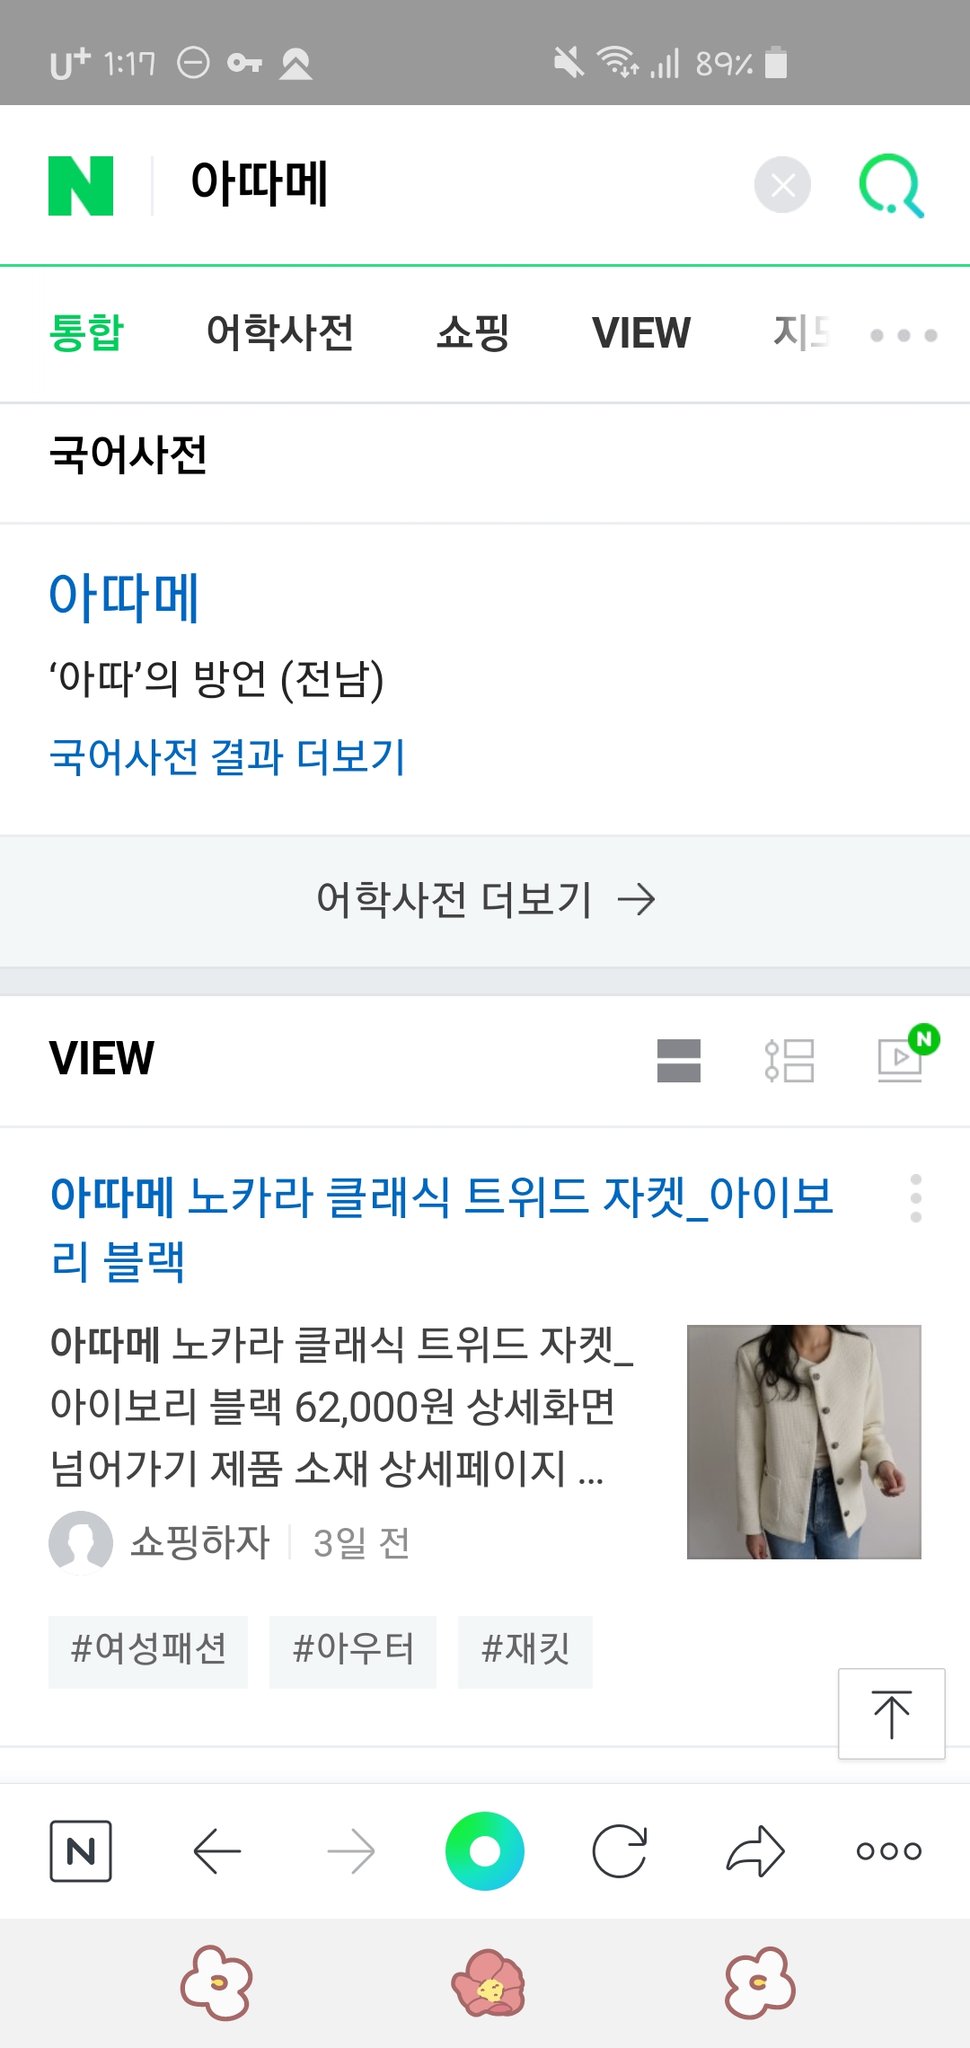 U+ 1:17 89%
N 아따메
통합 어학사전 쇼핑 VIEW 지도
국어사전
아따메
‘아따’의 방언 (전남)
국어사전 결과 더보기
어학사전 더보기 →
VIEW
N
아따메 노카라 클래식 트위드 자켓_아이보
리 블랙
아따메 노카라 클래식 트위드 자켓_
아이보리 블랙 62,000원 상세화면
넘어가기 제품 소재 상세페이지 ...
쇼핑하자 3일 전
#여성패션 #아우터 #재킷
N